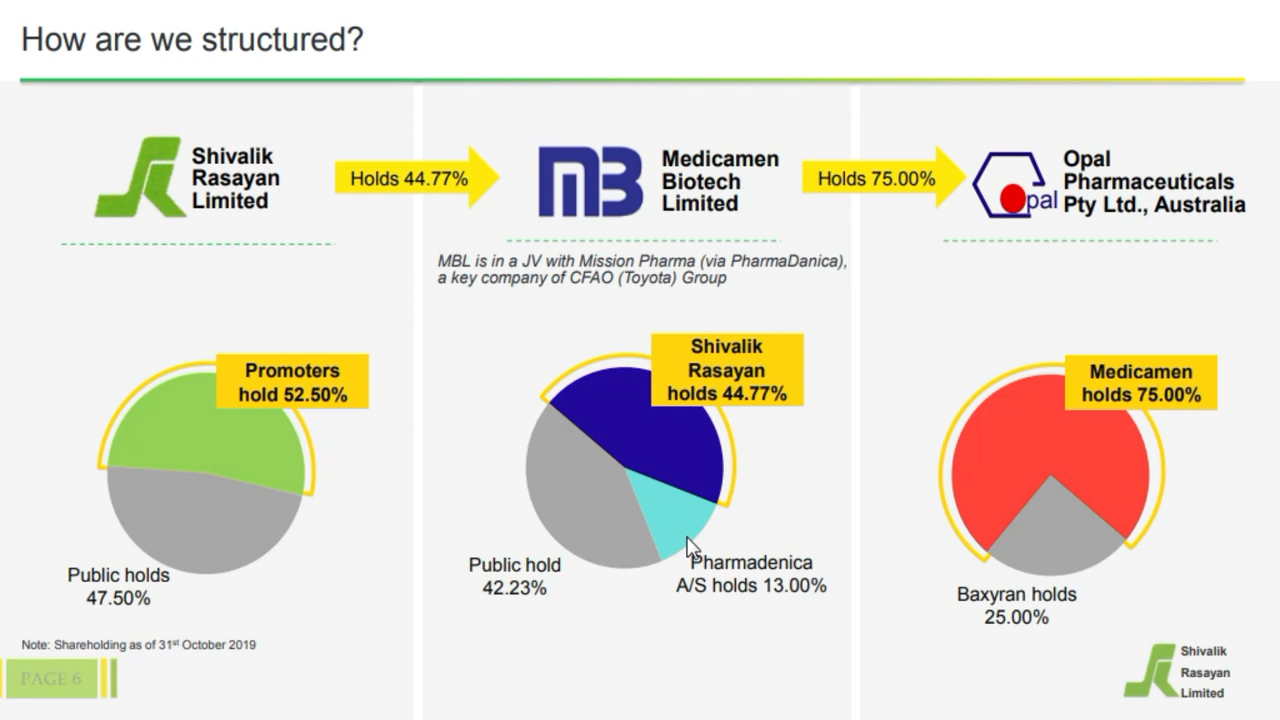 How are we structured?
Shivalik
Rasayan
Limited
Holds 44.77%
MB
Medicamen
Biotech
Limited
Holds 75.00%
Opal
Opal
Pharmaceuticals
Pty Ltd., Australia
MBL is in a JV with Mission Pharma (via PharmaDanica),
a key company of CFAO (Toyota) Group
Promoters
hold 52.50%
Public holds
47.50%
Shivalik
Rasayan
holds 44.77%
Public hold
42.23%
Pharmadenica
A/S holds 13.00%
Medicamen
holds 75.00%
Baxyran holds
25.00%
Note: Shareholding as of 31st October 2019
PAGE 6
Shivalik
Rasayan
Limited